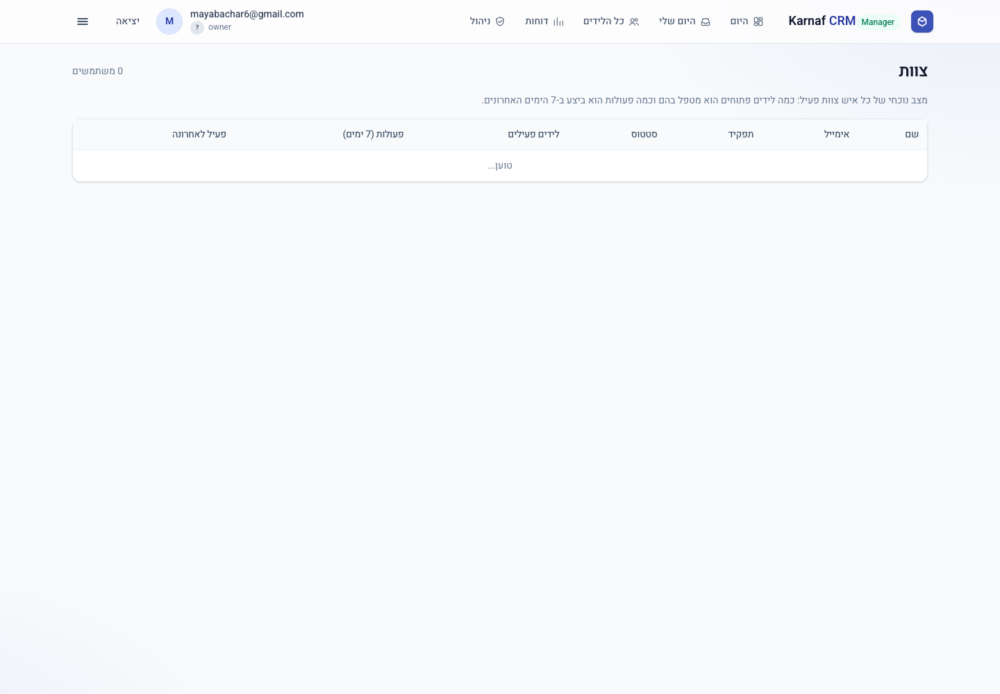 Karnaf CRM Manager
היום
היום שלי
כל הלידים
דוחות
ניהול
mayabachar6@gmail.com
? owner
M
יציאה
צוות
0 משתמשים
מצב נוכחי של כל איש צוות פעיל: כמה לידים פתוחים הוא מטפל בהם וכמה פעולות הוא ביצע ב-7 הימים האחרונים.
שם אימייל תפקיד סטטוס לידים פעילים פעולות (7 ימים) פעיל לאחרונה
טוען...